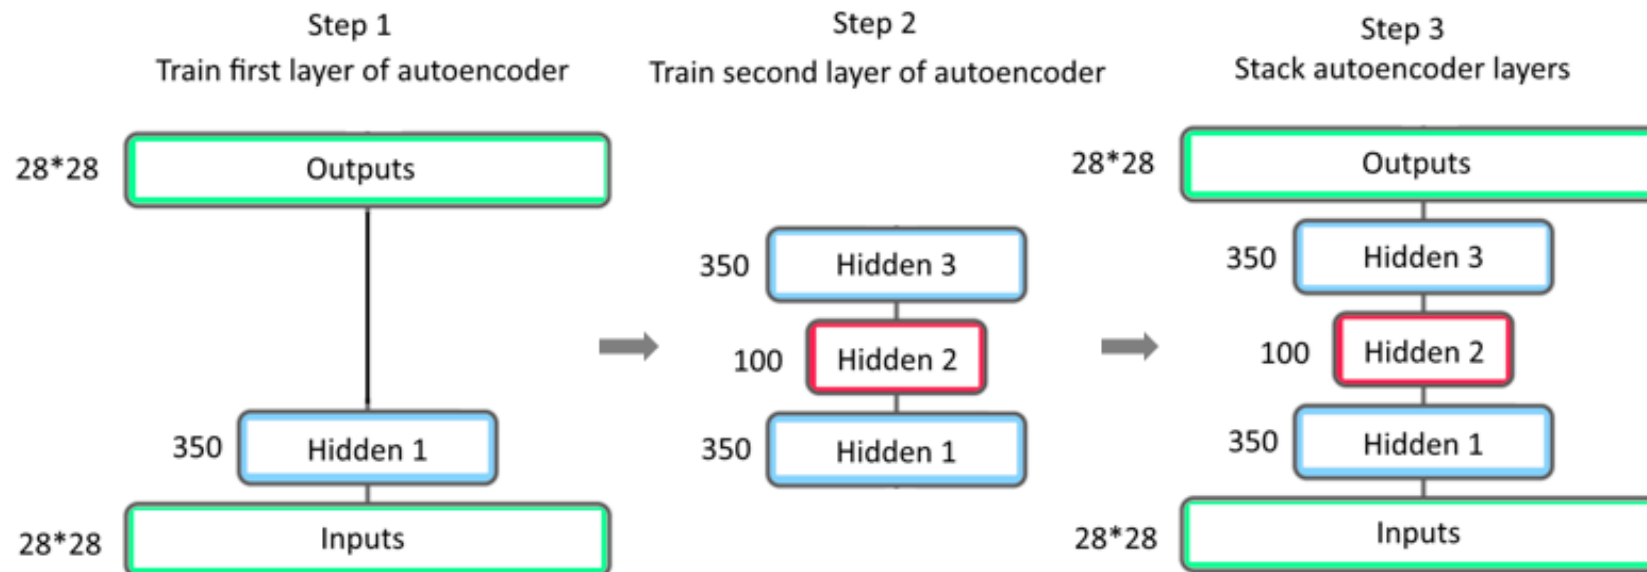 Step 1
Train first layer of autoencoder
28*28
Outputs
350
Hidden 1
28*28
Inputs
Step 2
Train second layer of autoencoder
350
Hidden 3
100
Hidden 2
350
Hidden 1
Step 3
Stack autoencoder layers
28*28
Outputs
350
Hidden 3
100
Hidden 2
350
Hidden 1
28*28
Inputs